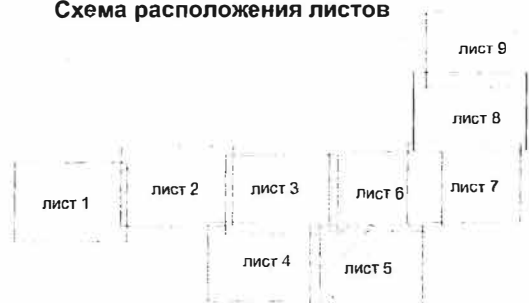 Схема расположения листов
лист 9
лист 8
лист 1
лист 2
лист 3
лист 6
лист 7
лист 4
лист 5